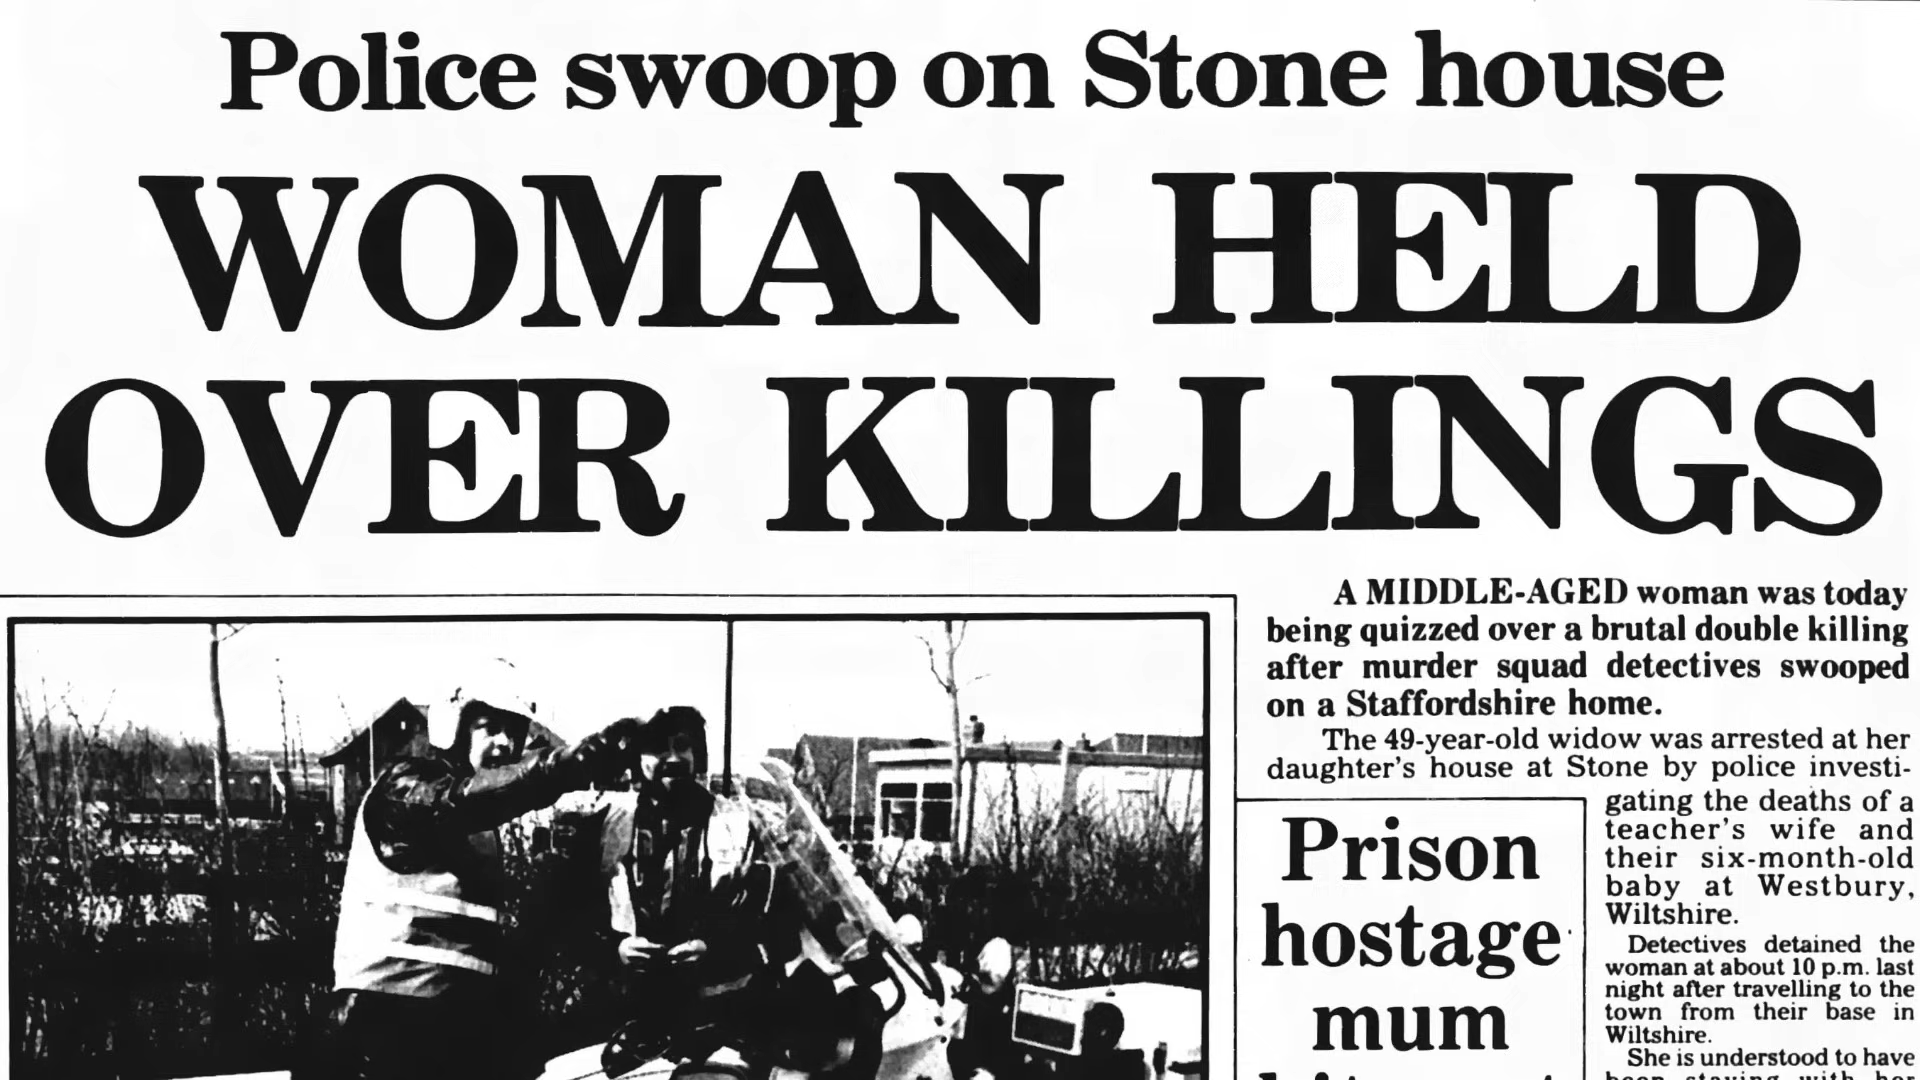 Police swoop on Stone house
WOMAN HELD
OVER KILLINGS
A MIDDLE-AGED woman was today
being quizzed over a brutal double killing
after murder squad detectives swooped
on a Staffordshire home.
The 49-year-old widow was arrested at her
daughter's house at Stone by police investi-
gating the deaths of a
teacher's wife and
their six-month-old
baby at Westbury,
Wiltshire.
Detectives detained the
woman at about 10 p.m. last
night after travelling to the
town from their base in
Wiltshire.
She is understood to have
been staying with her
Prison
hostage
mum